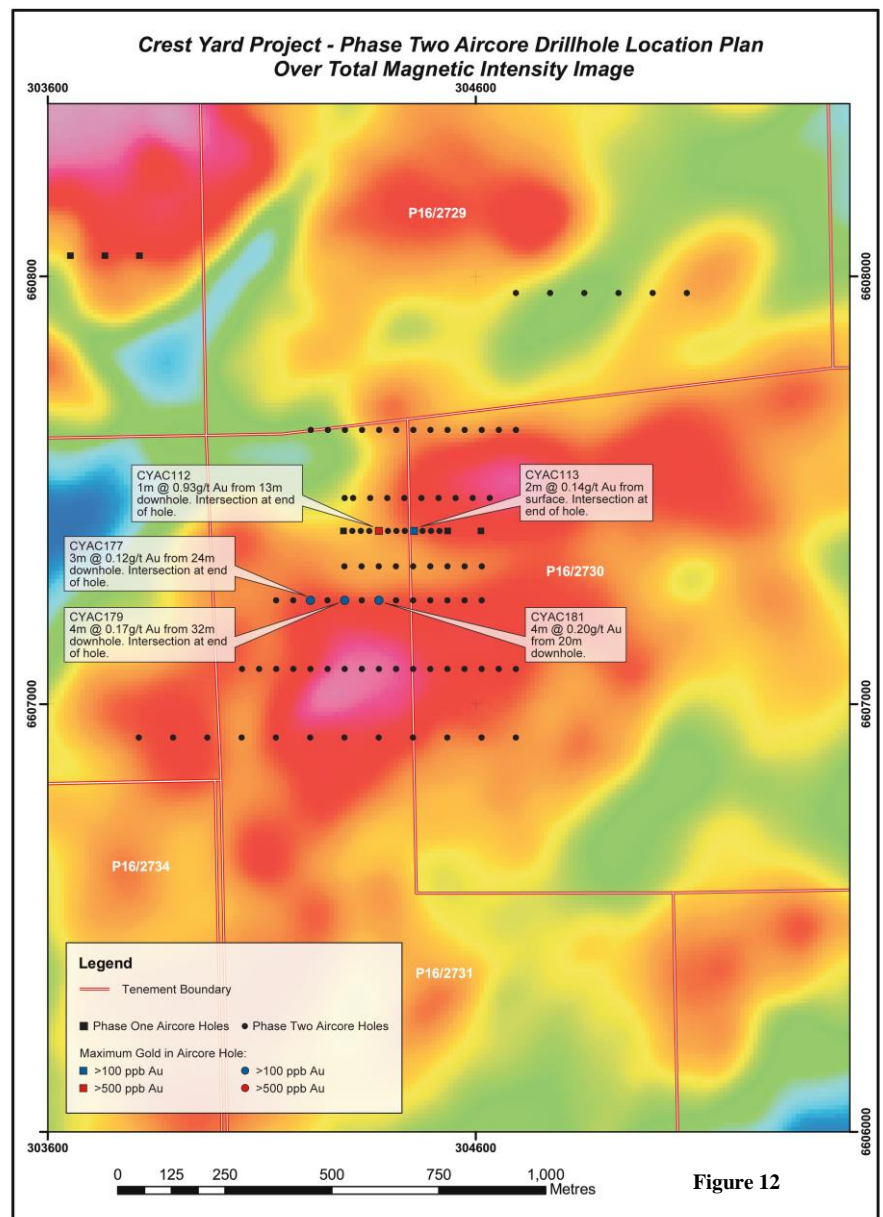 Crest Yard Project - Phase Two Aircore Drillhole Location Plan
Over Total Magnetic Intensity Image
303600
304600
P16/2729
660800
6608000
CYAC112
1m @ 0.93g/t Au from 13m
downhole. Intersection at end
of hole.
CYAC113
2m @ 0.14g/t Au from
surface. Intersection at
end of hole.
CYAC177
3m @ 0.12g/t Au from 24m
downhole. Intersection at end
of hole.
P16/2730
CYAC179
4m @ 0.17g/t Au from 32m
downhole. Intersection at end
of hole.
CYAC181
4m @ 0.20g/t Au
from 20m
downhole.
6607000
6607000
P16/2734
P16/2731
Legend
Tenement Boundary
Phase One Aircore Holes
Phase Two Aircore Holes
Maximum Gold in Aircore Hole:
>100 ppb Au
>100 ppb Au
>500 ppb Au
>500 ppb Au
6606000
303600
304600
0 125 250 500 750 1,000
Metres
Figure 12